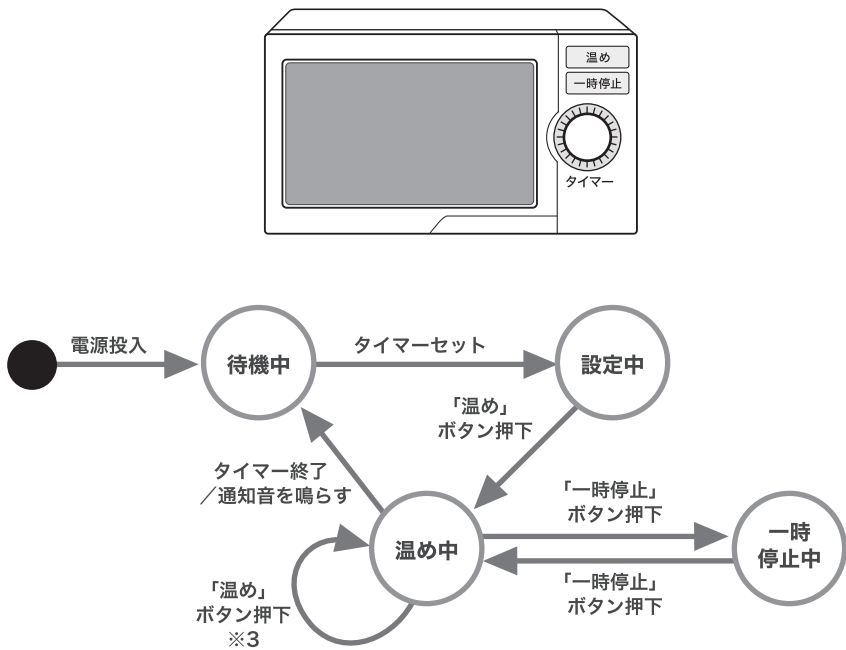 温め
一時停止
タイマー
電源投入
待機中
タイマーセット
設定中
「温め」
ボタン押下
タイマー終了
／通知音を鳴らす
温め中
「一時停止」
ボタン押下
一時
停止中
「一時停止」
ボタン押下
「温め」
ボタン押下
※3